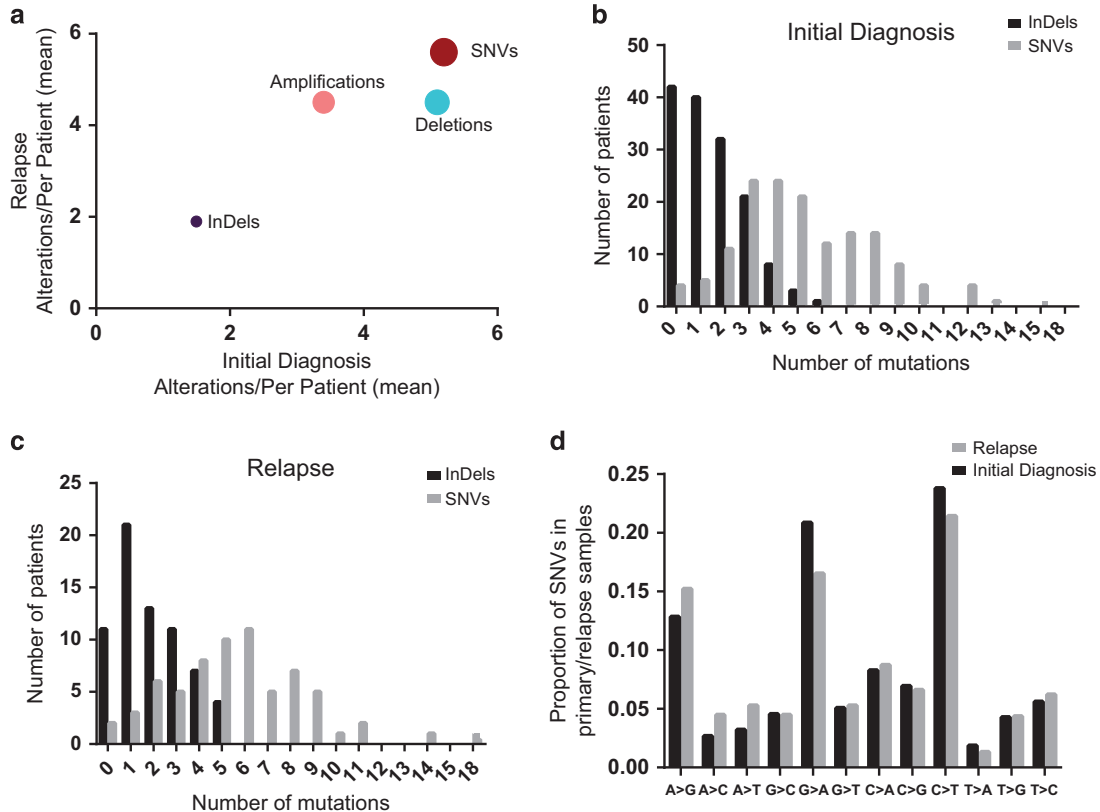 a
6
4
2
0
0
2
4
6
Relapse
Alterations/Per Patient (mean)
SNVs
Amplifications
Deletions
InDels
Initial Diagnosis
Alterations/Per Patient (mean)
b
Initial Diagnosis
InDels
SNVs
50
40
30
20
10
0
Number of patients
0 1 2 3 4 5 6 7 8 9 10 11 12 13 14 15 18
Number of mutations
c
Relapse
InDels
SNVs
25
20
15
10
5
0
Number of patients
0 1 2 3 4 5 6 7 8 9 10 11 12 13 14 15 18
Number of mutations
d
Relapse
Initial Diagnosis
0.25
0.20
0.15
0.10
0.05
0.00
Proportion of SNVs in
primary/relapse samples
A>G A>C A>T G>C G>A G>T C>A C>G C>T T>A T>G T>C